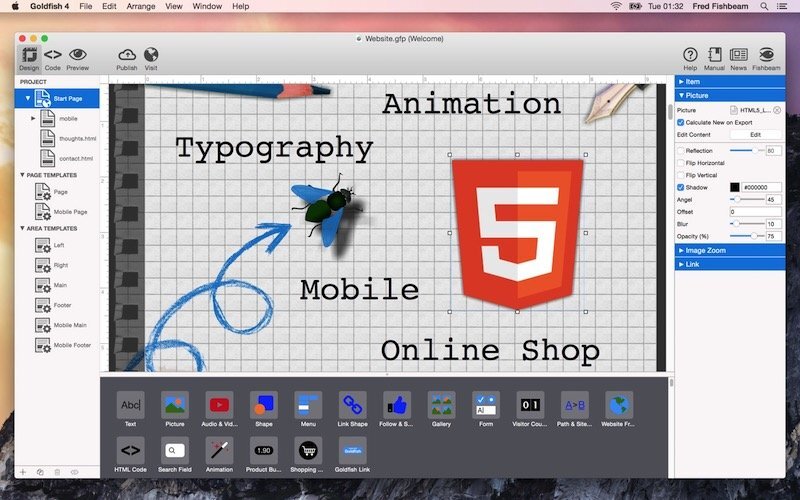 Goldfish 4 File Edit Arrange View Window Help Tue 01:32 Fred Fishbeam
Website.gfp (Welcome)
Design Code Preview Publish Visit Help Manual News Fishbeam
PROJECT
Start Page
mobile
thoughts.html
contact.html
PAGE TEMPLATES
Page
Mobile Page
AREA TEMPLATES
Left
Right
Main
Footer
Mobile Main
Mobile Footer
Animation
Typography
5
Mobile
Online Shop
Item
Picture
Picture HTML5_L...
Calculate New on Export
Edit Content Edit
Reflection 80
Flip Horizontal
Flip Vertical
Shadow #000000
Angel 45
Offset 0
Blur 10
Opacity (%) 75
Image Zoom
Link
Abc 1.90 A>B AI 01
Text Picture Audio & Vid... Shape Menu Link Shape Follow & S... Gallery Form Visitor Cou... Path & Site... Website Fr...
HTML Code Search Field Animation Product Bu... Shopping ... Goldfish Link